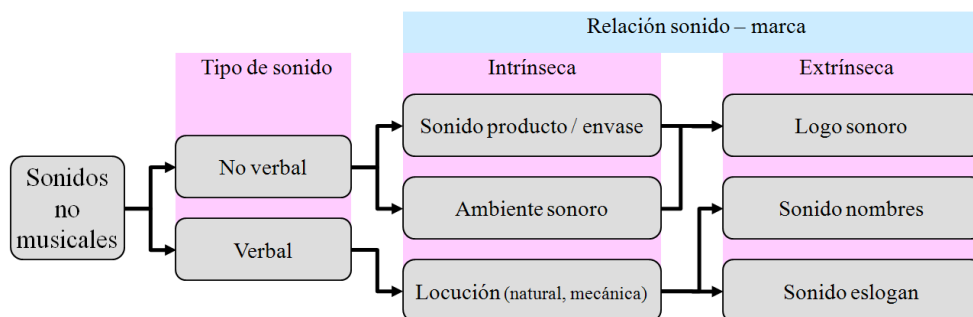 Relación sonido – marca
Tipo de sonido
Intrínseca
Extrínseca
Sonidos
no
musicales
No verbal
Verbal
Sonido producto / envase
Ambiente sonoro
Locución (natural, mecánica)
Logo sonoro
Sonido nombres
Sonido eslogan